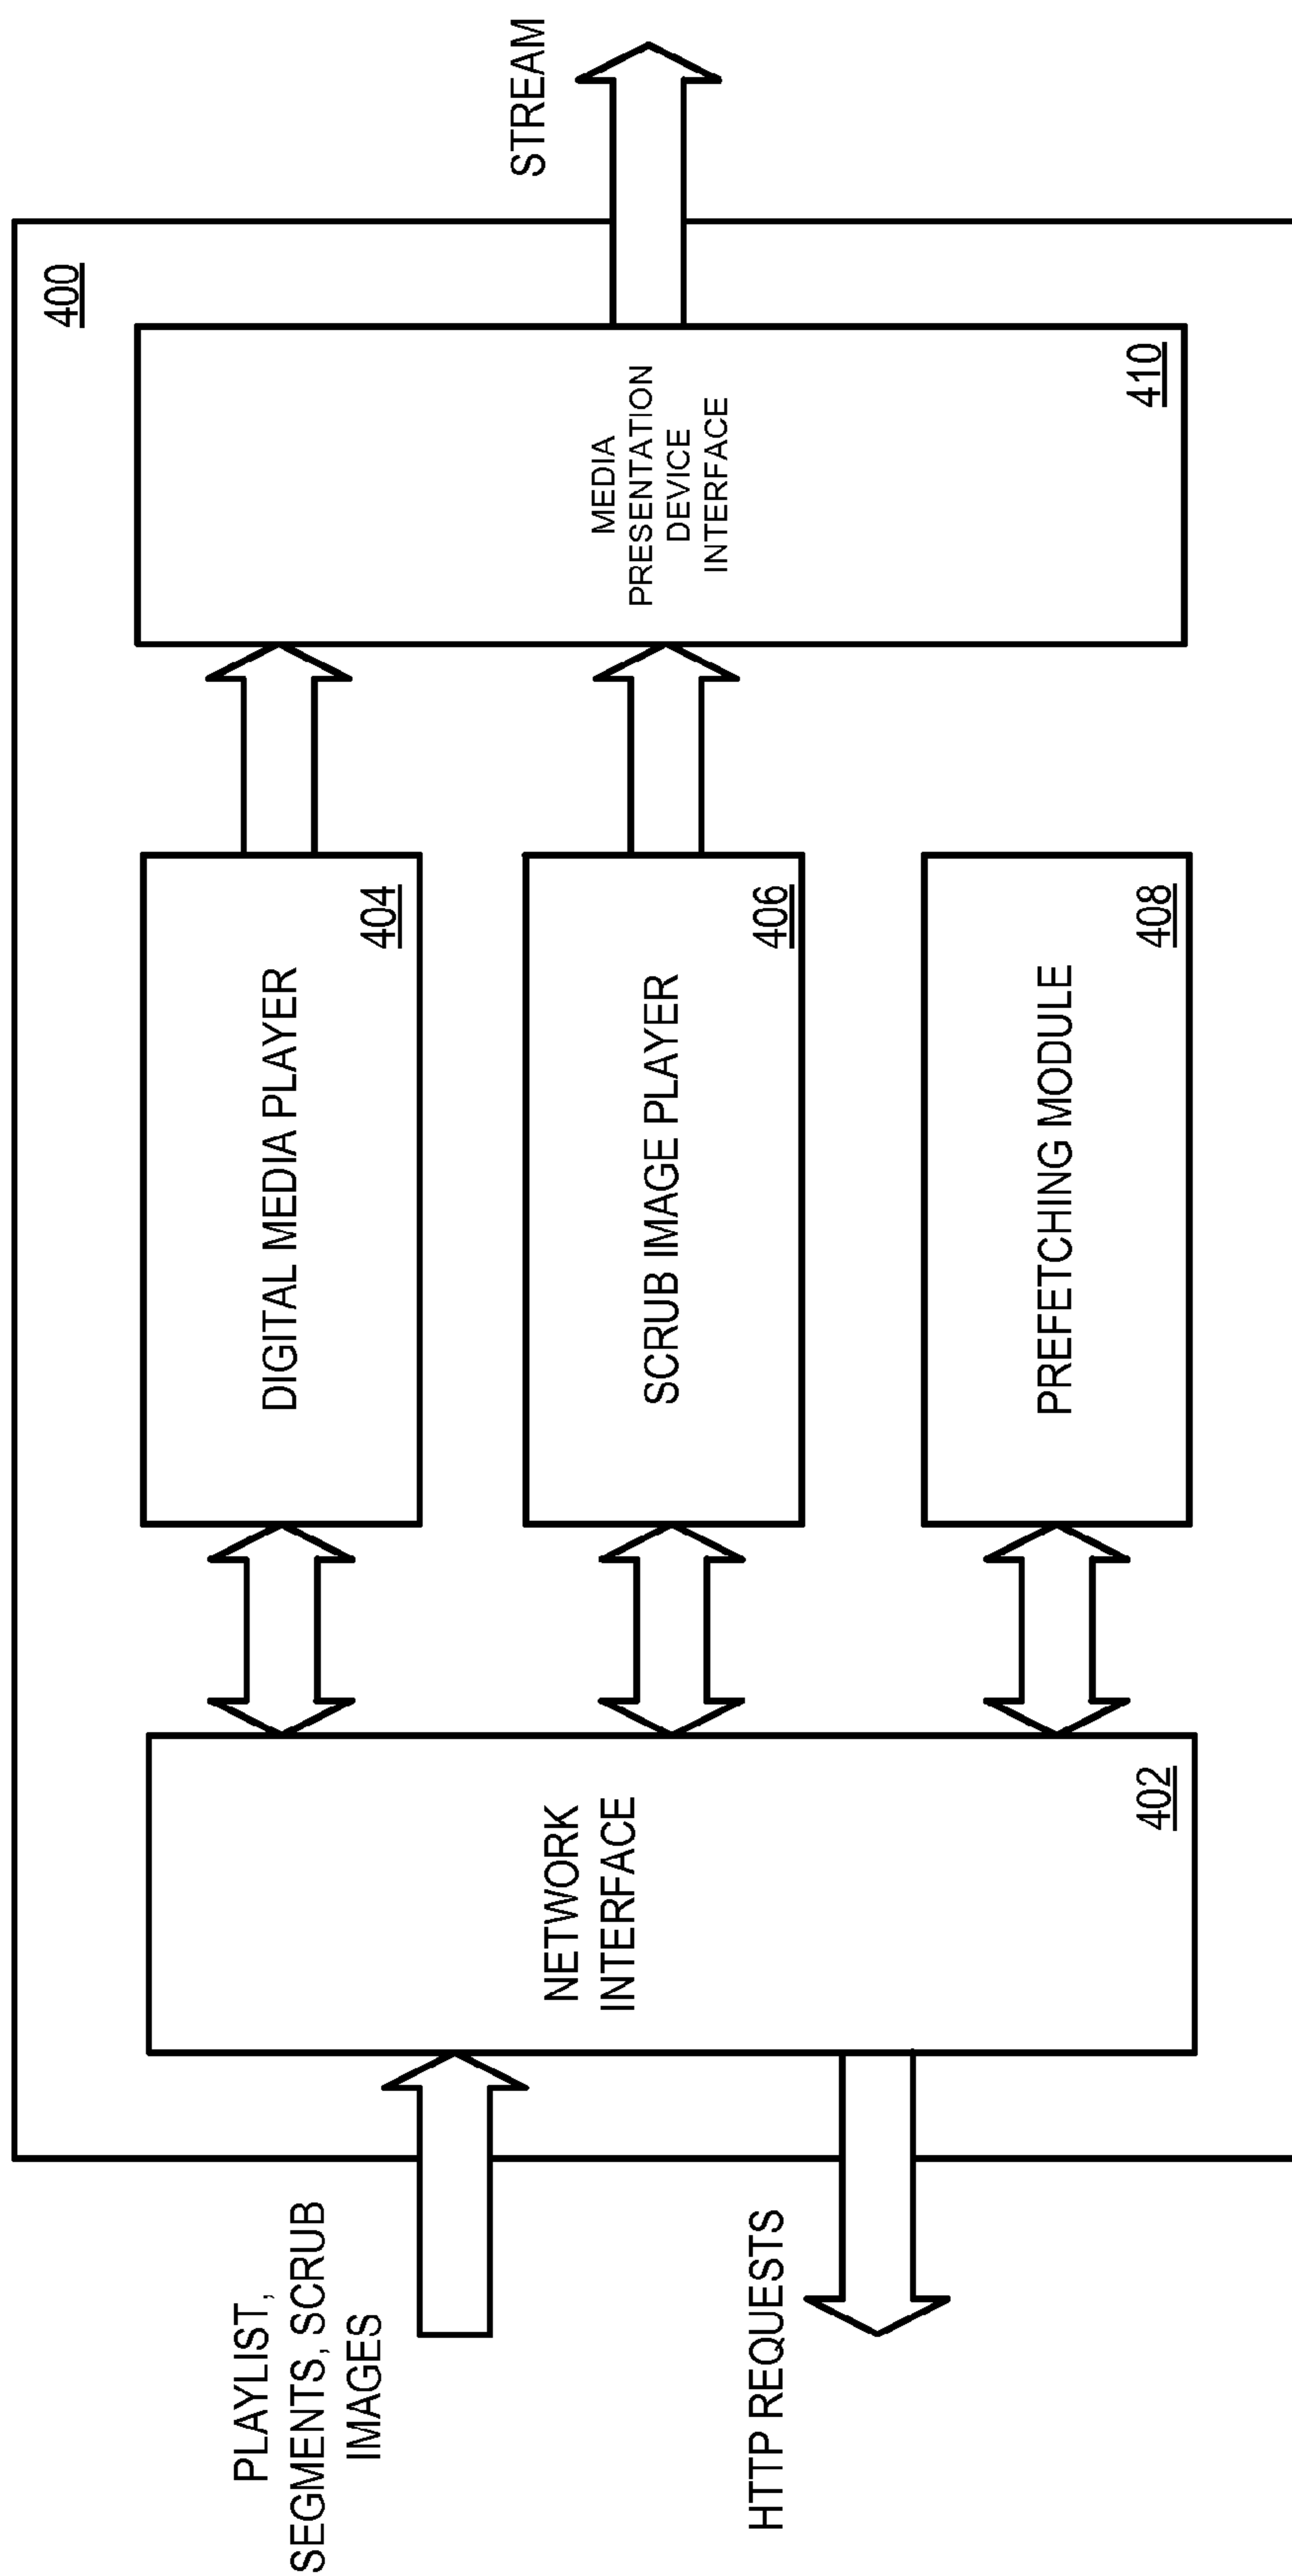 PLAYLIST,
SEGMENTS, SCRUB
IMAGES
HTTP REQUESTS
NETWORK
INTERFACE
402
DIGITAL MEDIA PLAYER
404
SCRUB IMAGE PLAYER
406
PREFETCHING MODULE
408
MEDIA
PRESENTATION
DEVICE
INTERFACE
410
400
STREAM